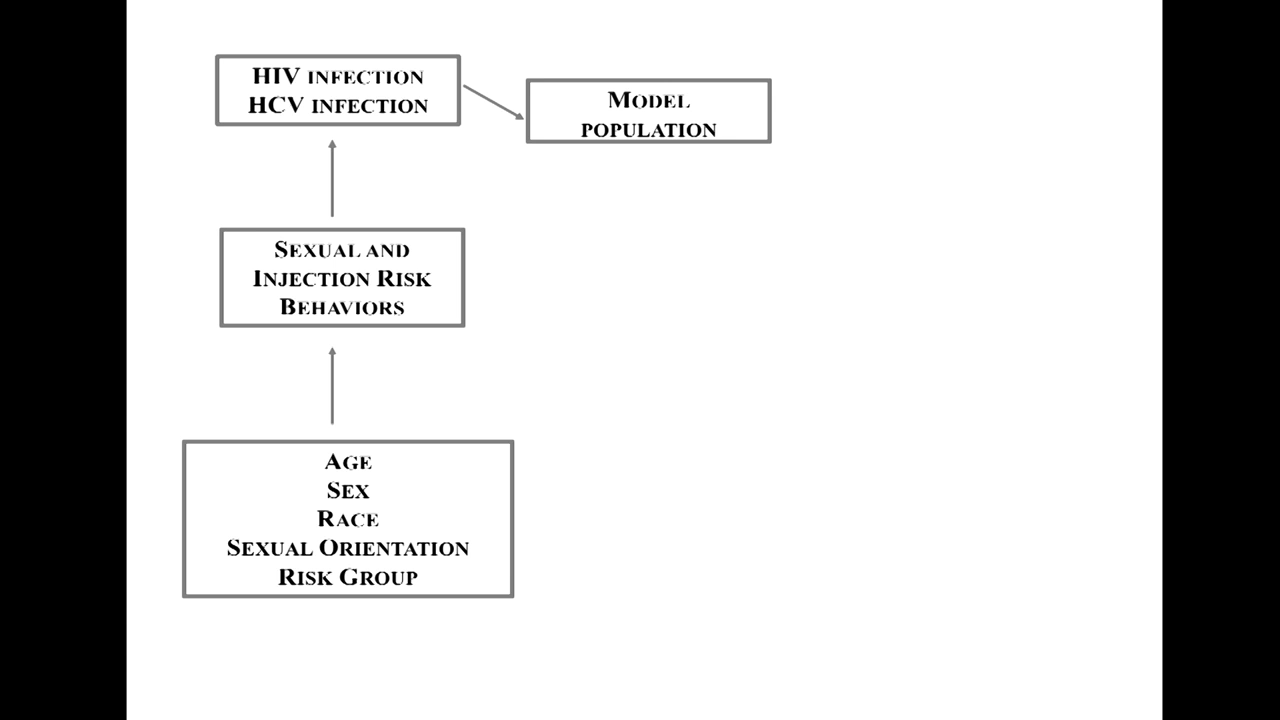 HIV INFECTION
HCV INFECTION
MODEL
POPULATION
SEXUAL AND
INJECTION RISK
BEHAVIORS
AGE
SEX
RACE
SEXUAL ORIENTATION
RISK GROUP